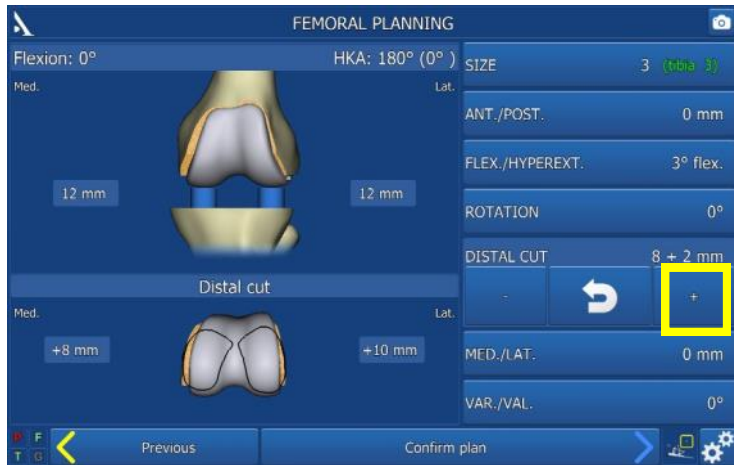 FEMORAL PLANNING
Flexion: 0° HKA: 180° (0° )
Med. Lat.
12 mm 12 mm
Distal cut
Med. Lat.
+8 mm +10 mm
SIZE 3 (tibia 3)
ANT./POST. 0 mm
FLEX./HYPEREXT. 3° flex.
ROTATION 0°
DISTAL CUT 8 + 2 mm
- +
MED./LAT. 0 mm
VAR./VAL. 0°
P F
T G
Previous Confirm plan